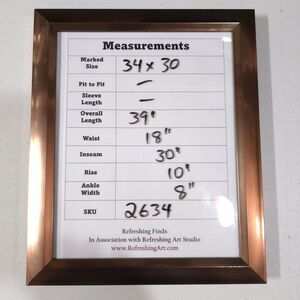 Measurements
Marked Size 34 x 30
Pit to Pit —
Sleeve Length —
Overall Length 39"
Waist 18"
Inseam 30"
Rise 10"
Ankle Width 8"
SKU 2634
Refreshing Finds
In Association with Refreshing Art Studio
www.RefreshingArt.com